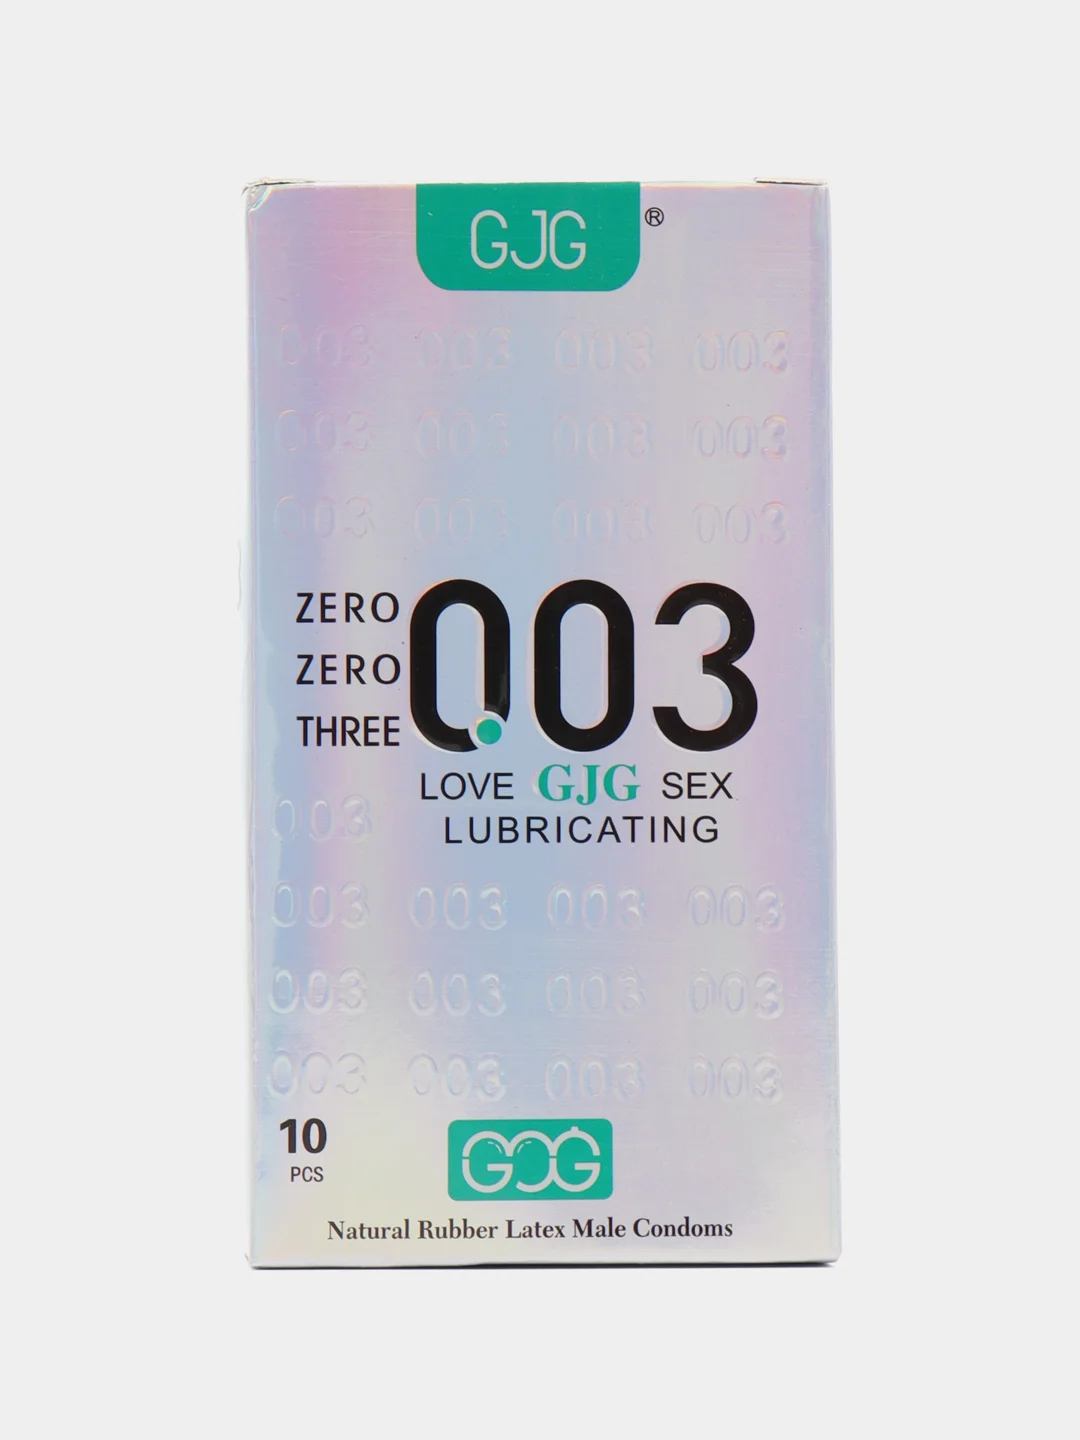 GJG ®
003 003 003 003
003 003 003 003
003 003 003 003
ZERO
ZERO
THREE
0.03
LOVE GJG SEX
LUBRICATING
003
003 003 003 003
003 003 003 003
003 003 003 003
10
PCS
GJG
Natural Rubber Latex Male Condoms